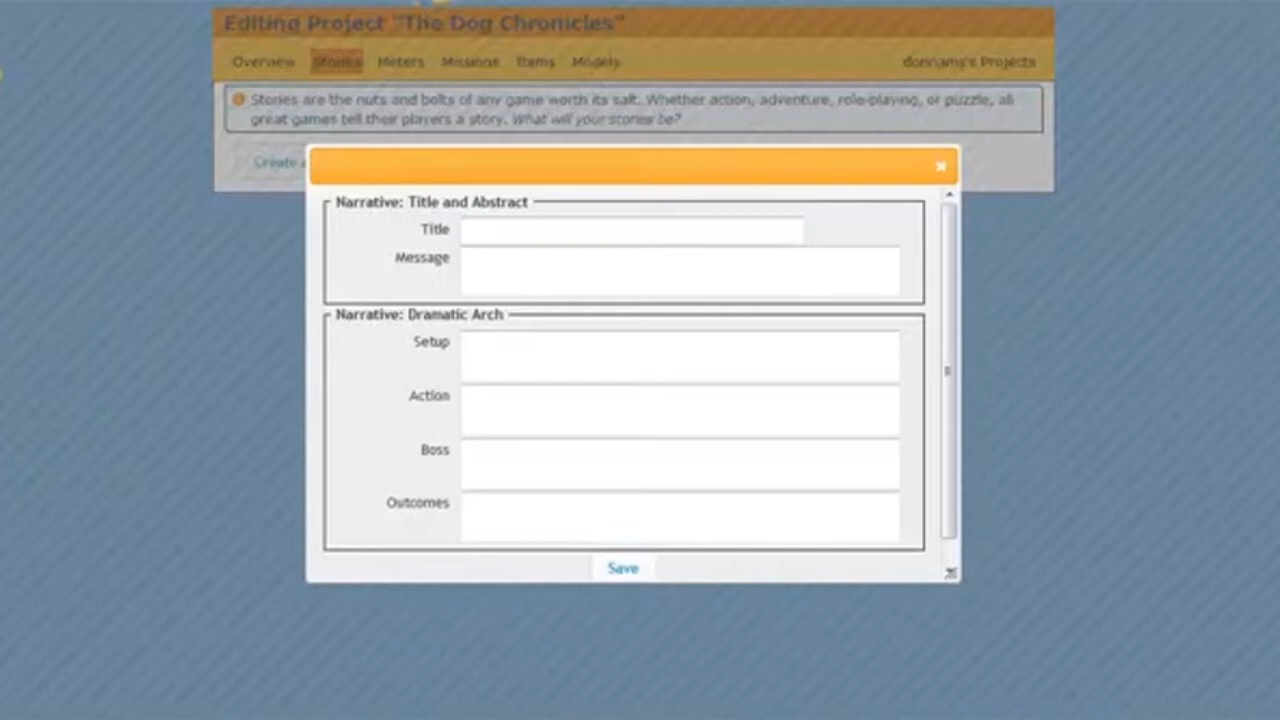 Editing Project "The Dog Chronicles"
Overview Stories Meters Missions Items Models donnams's Projects
Stories are the nuts and bolts of any game worth its salt. Whether action, adventure, role-playing, or puzzle, all
great games tell their players a story. What will your stories be?
Create
Narrative: Title and Abstract
Title
Message
Narrative: Dramatic Arch
Setup
Action
Boss
Outcomes
Save